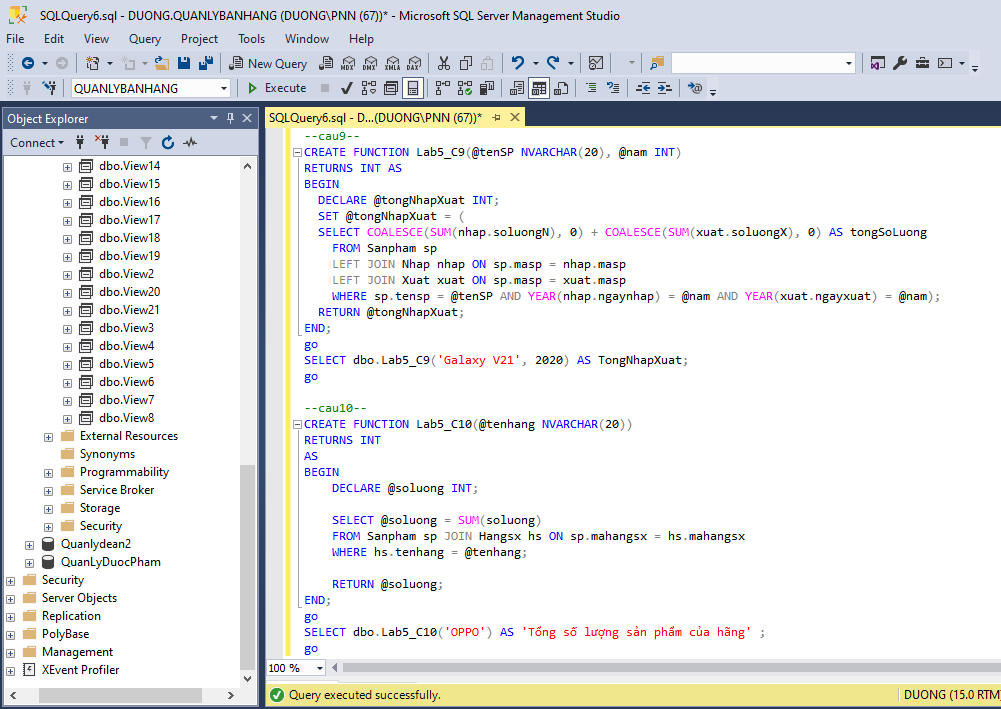 SQLQuery6.sql - DUONG.QUANLYBANHANG (DUONG\PNN (67))* - Microsoft SQL Server Management Studio
File Edit View Query Project Tools Window Help
New Query MDX DMX XMLA DAX
QUANLYBANHANG Execute
Object Explorer
Connect
dbo.View14
dbo.View15
dbo.View16
dbo.View17
dbo.View18
dbo.View19
dbo.View2
dbo.View20
dbo.View21
dbo.View3
dbo.View4
dbo.View5
dbo.View6
dbo.View7
dbo.View8
External Resources
Synonyms
Programmability
Service Broker
Storage
Security
Quanlydean2
QuanLyDuocPham
Security
Server Objects
Replication
PolyBase
Management
XEvent Profiler
SQLQuery6.sql - D...(DUONG\PNN (67))*
--cau9--
CREATE FUNCTION Lab5_C9(@tenSP NVARCHAR(20), @nam INT)
RETURNS INT AS
BEGIN
DECLARE @tongNhapXuat INT;
SET @tongNhapXuat = (
SELECT COALESCE(SUM(nhap.soluongN), 0) + COALESCE(SUM(xuat.soluongX), 0) AS tongSoLuong
FROM Sanpham sp
LEFT JOIN Nhap nhap ON sp.masp = nhap.masp
LEFT JOIN Xuat xuat ON sp.masp = xuat.masp
WHERE sp.tensp = @tenSP AND YEAR(nhap.ngaynhap) = @nam AND YEAR(xuat.ngayxuat) = @nam);
RETURN @tongNhapXuat;
END;
go
SELECT dbo.Lab5_C9('Galaxy V21', 2020) AS TongNhapXuat;
go
--cau10--
CREATE FUNCTION Lab5_C10(@tenhang NVARCHAR(20))
RETURNS INT
AS
BEGIN
DECLARE @soluong INT;
SELECT @soluong = SUM(soluong)
FROM Sanpham sp JOIN Hangsx hs ON sp.mahangsx = hs.mahangsx
WHERE hs.tenhang = @tenhang;
RETURN @soluong;
END;
go
SELECT dbo.Lab5_C10('OPPO') AS 'Tổng số lượng sản phẩm của hãng' ;
go
100 %
Query executed successfully. DUONG (15.0 RTM)